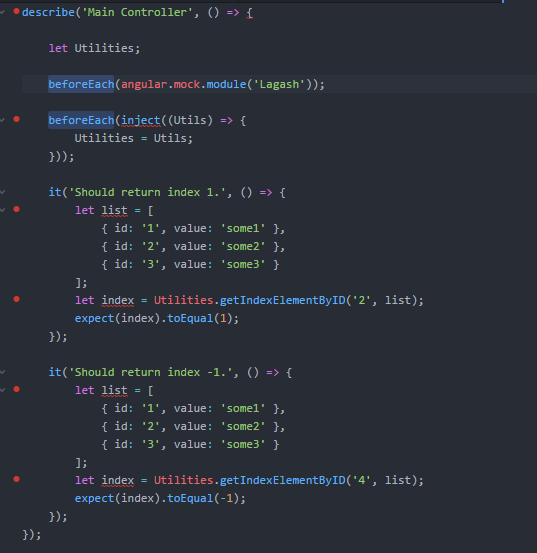 describe('Main Controller', () => {
let Utilities;
beforeEach(angular.mock.module('Lagash'));
beforeEach(inject((Utils) => {
Utilities = Utils;
}));
it('Should return index 1.', () => {
let list = [
{ id: '1', value: 'some1' },
{ id: '2', value: 'some2' },
{ id: '3', value: 'some3' }
];
let index = Utilities.getIndexElementByID('2', list);
expect(index).toEqual(1);
});
it('Should return index -1.', () => {
let list = [
{ id: '1', value: 'some1' },
{ id: '2', value: 'some2' },
{ id: '3', value: 'some3' }
];
let index = Utilities.getIndexElementByID('4', list);
expect(index).toEqual(-1);
});
});